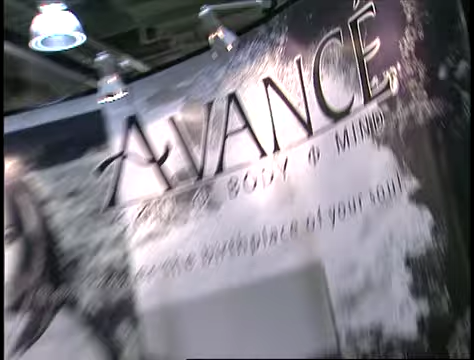 AVANCÉ
BODY Φ MIND
the birthplace of your soul